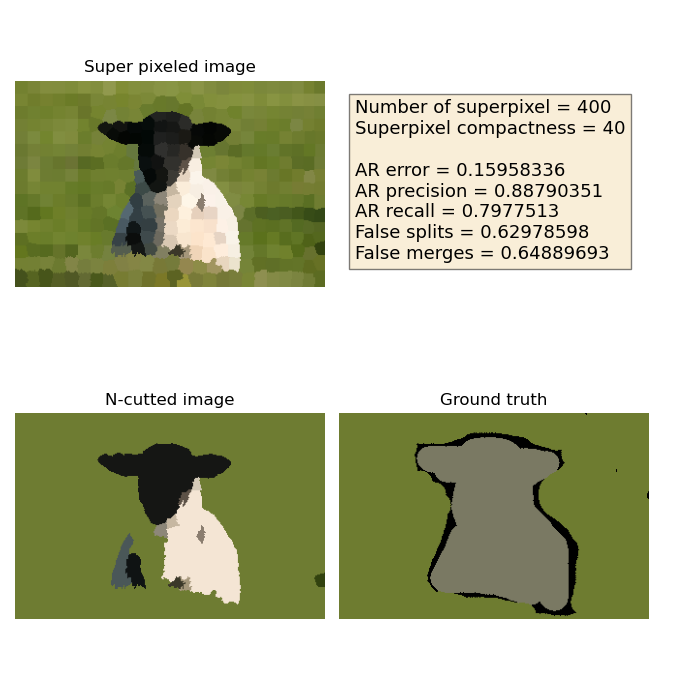 Super pixeled image
Number of superpixel = 400
Superpixel compactness = 40
AR error = 0.15958336
AR precision = 0.88790351
AR recall = 0.7977513
False splits = 0.62978598
False merges = 0.64889693
N-cutted image
Ground truth